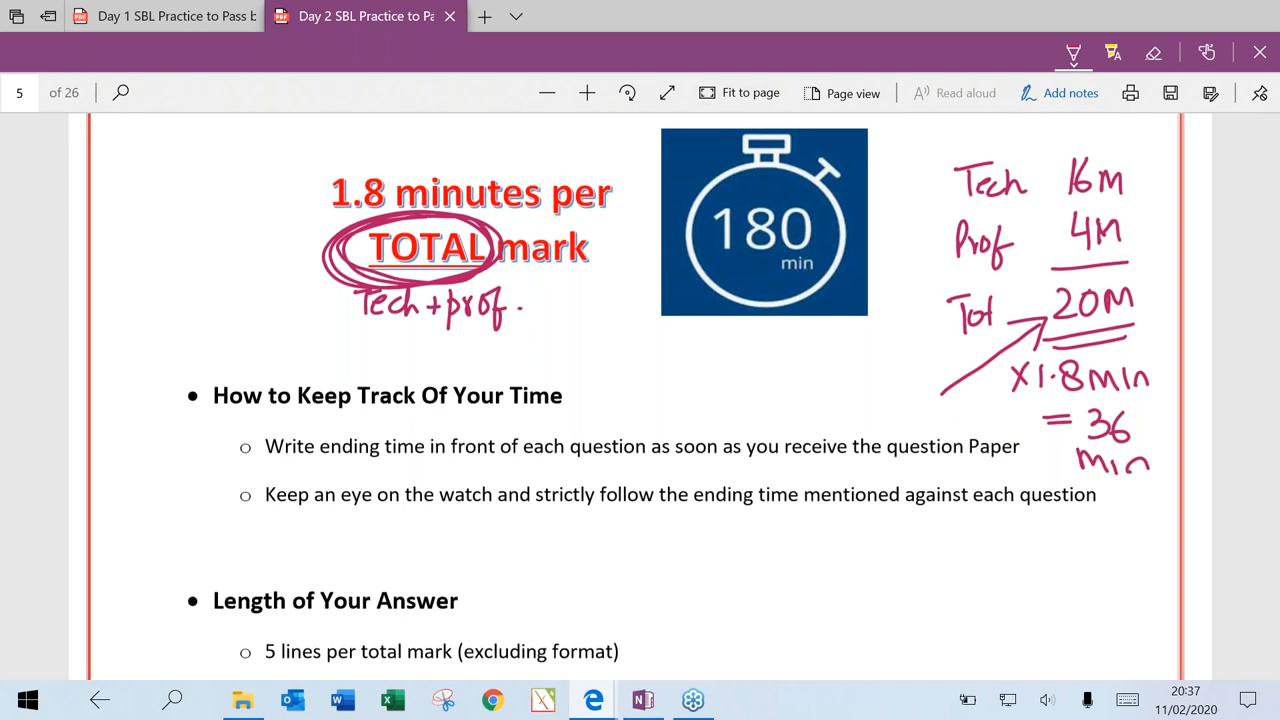 Day 1 SBL Practice to Pass b
Day 2 SBL Practice to Pa
5 of 26
Fit to page
Page view
Read aloud
Add notes
1.8 minutes per
TOTAL mark
Tech + prof.
180
min
Tech 16M
Prof 4M
Tot 20M
X1.8min
= 36
min
• How to Keep Track Of Your Time
o Write ending time in front of each question as soon as you receive the question Paper
o Keep an eye on the watch and strictly follow the ending time mentioned against each question
• Length of Your Answer
o 5 lines per total mark (excluding format)
20:37
11/02/2020